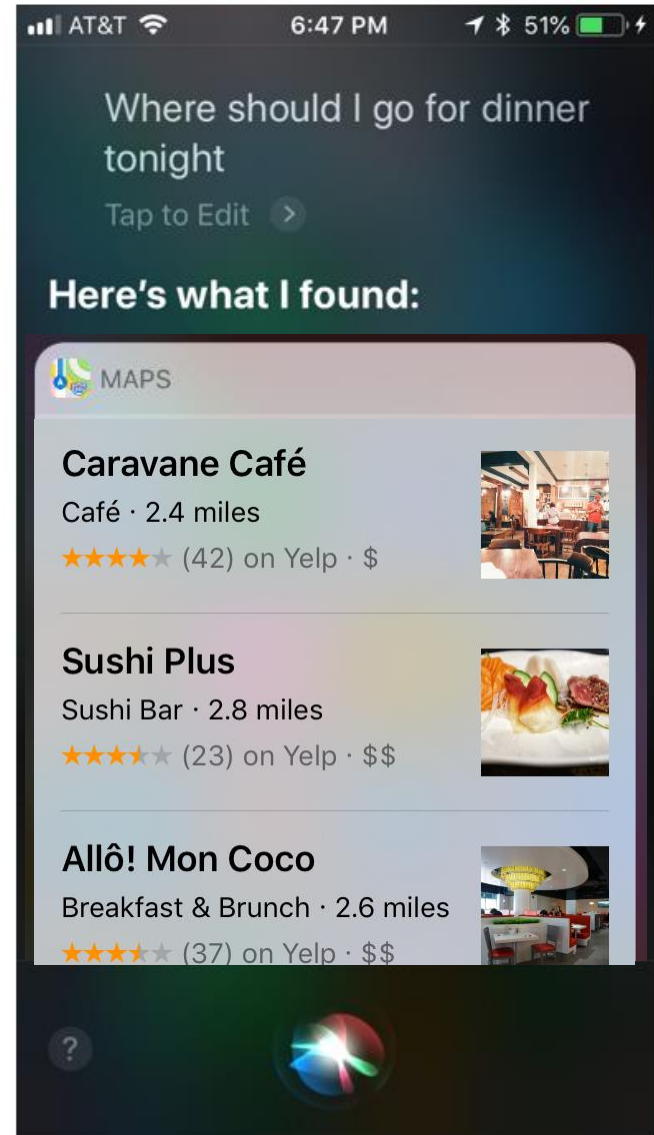 AT&T 6:47 PM 51%
Where should I go for dinner
tonight
Tap to Edit >
Here's what I found:
MAPS
Caravane Café
Café · 2.4 miles
★★★★★ (42) on Yelp · $
Sushi Plus
Sushi Bar · 2.8 miles
★★★★★ (23) on Yelp · $$
Allô! Mon Coco
Breakfast & Brunch · 2.6 miles
★★★★★ (37) on Yelp · $$
?